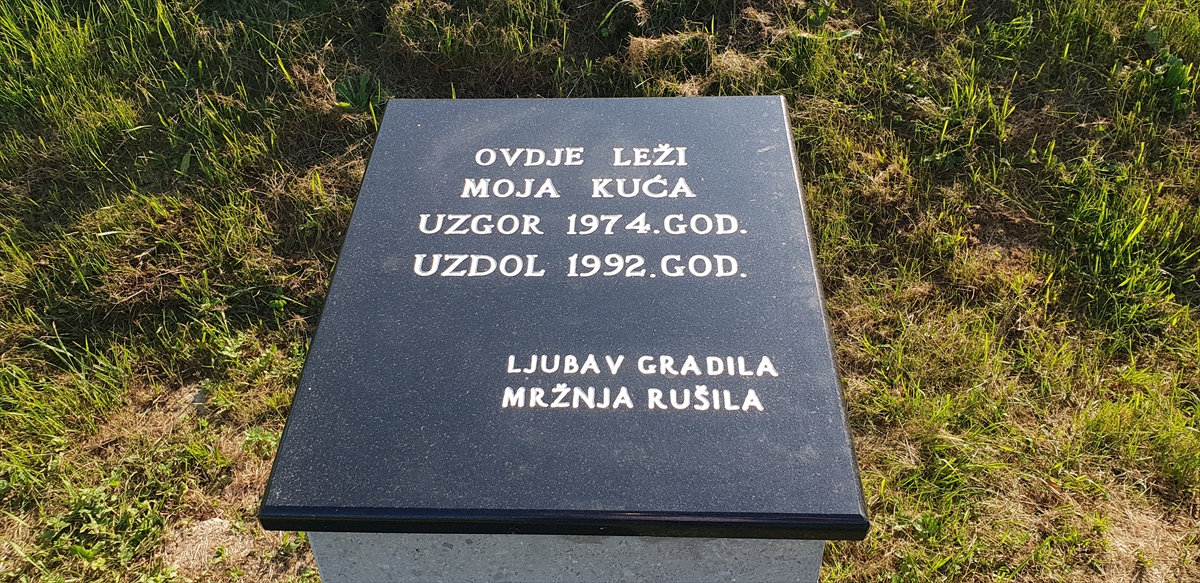 OVDJE LEŽI
MOJA KUĆA
UZGOR 1974.GOD.
UZDOL 1992.GOD.
LJUBAV GRADILA
MRŽNJA RUŠILA